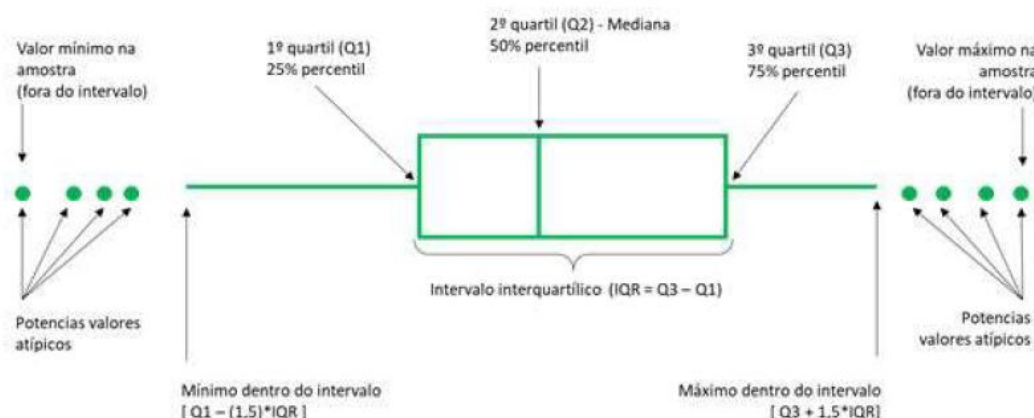 Valor mínimo na
amostra
(fora do intervalo)
1º quartil (Q1)
25% percentil
2º quartil (Q2) - Mediana
50% percentil
3º quartil (Q3)
75% percentil
Valor máximo na
amostra
(fora do intervalo)
Intervalo interquartílico (IQR = Q3 – Q1)
Potencias valores
atípicos
Potencias
valores atípicos
Mínimo dentro do intervalo
[ Q1 – (1,5)*IQR ]
Máximo dentro do intervalo
[ Q3 + 1,5*IQR]